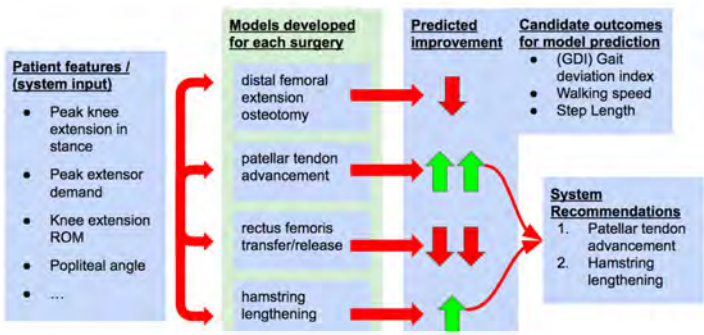 Patient features /
(system input)
● Peak knee
extension in
stance
● Peak extensor
demand
● Knee extension
ROM
● Popliteal angle
● ...
Models developed
for each surgery
distal femoral
extension
osteotomy
patellar tendon
advancement
rectus femoris
transfer/release
hamstring
lengthening
Predicted
improvement
Candidate outcomes
for model prediction
● (GDI) Gait
deviation index
● Walking speed
● Step Length
System
Recommendations
1. Patellar tendon
advancement
2. Hamstring
lengthening